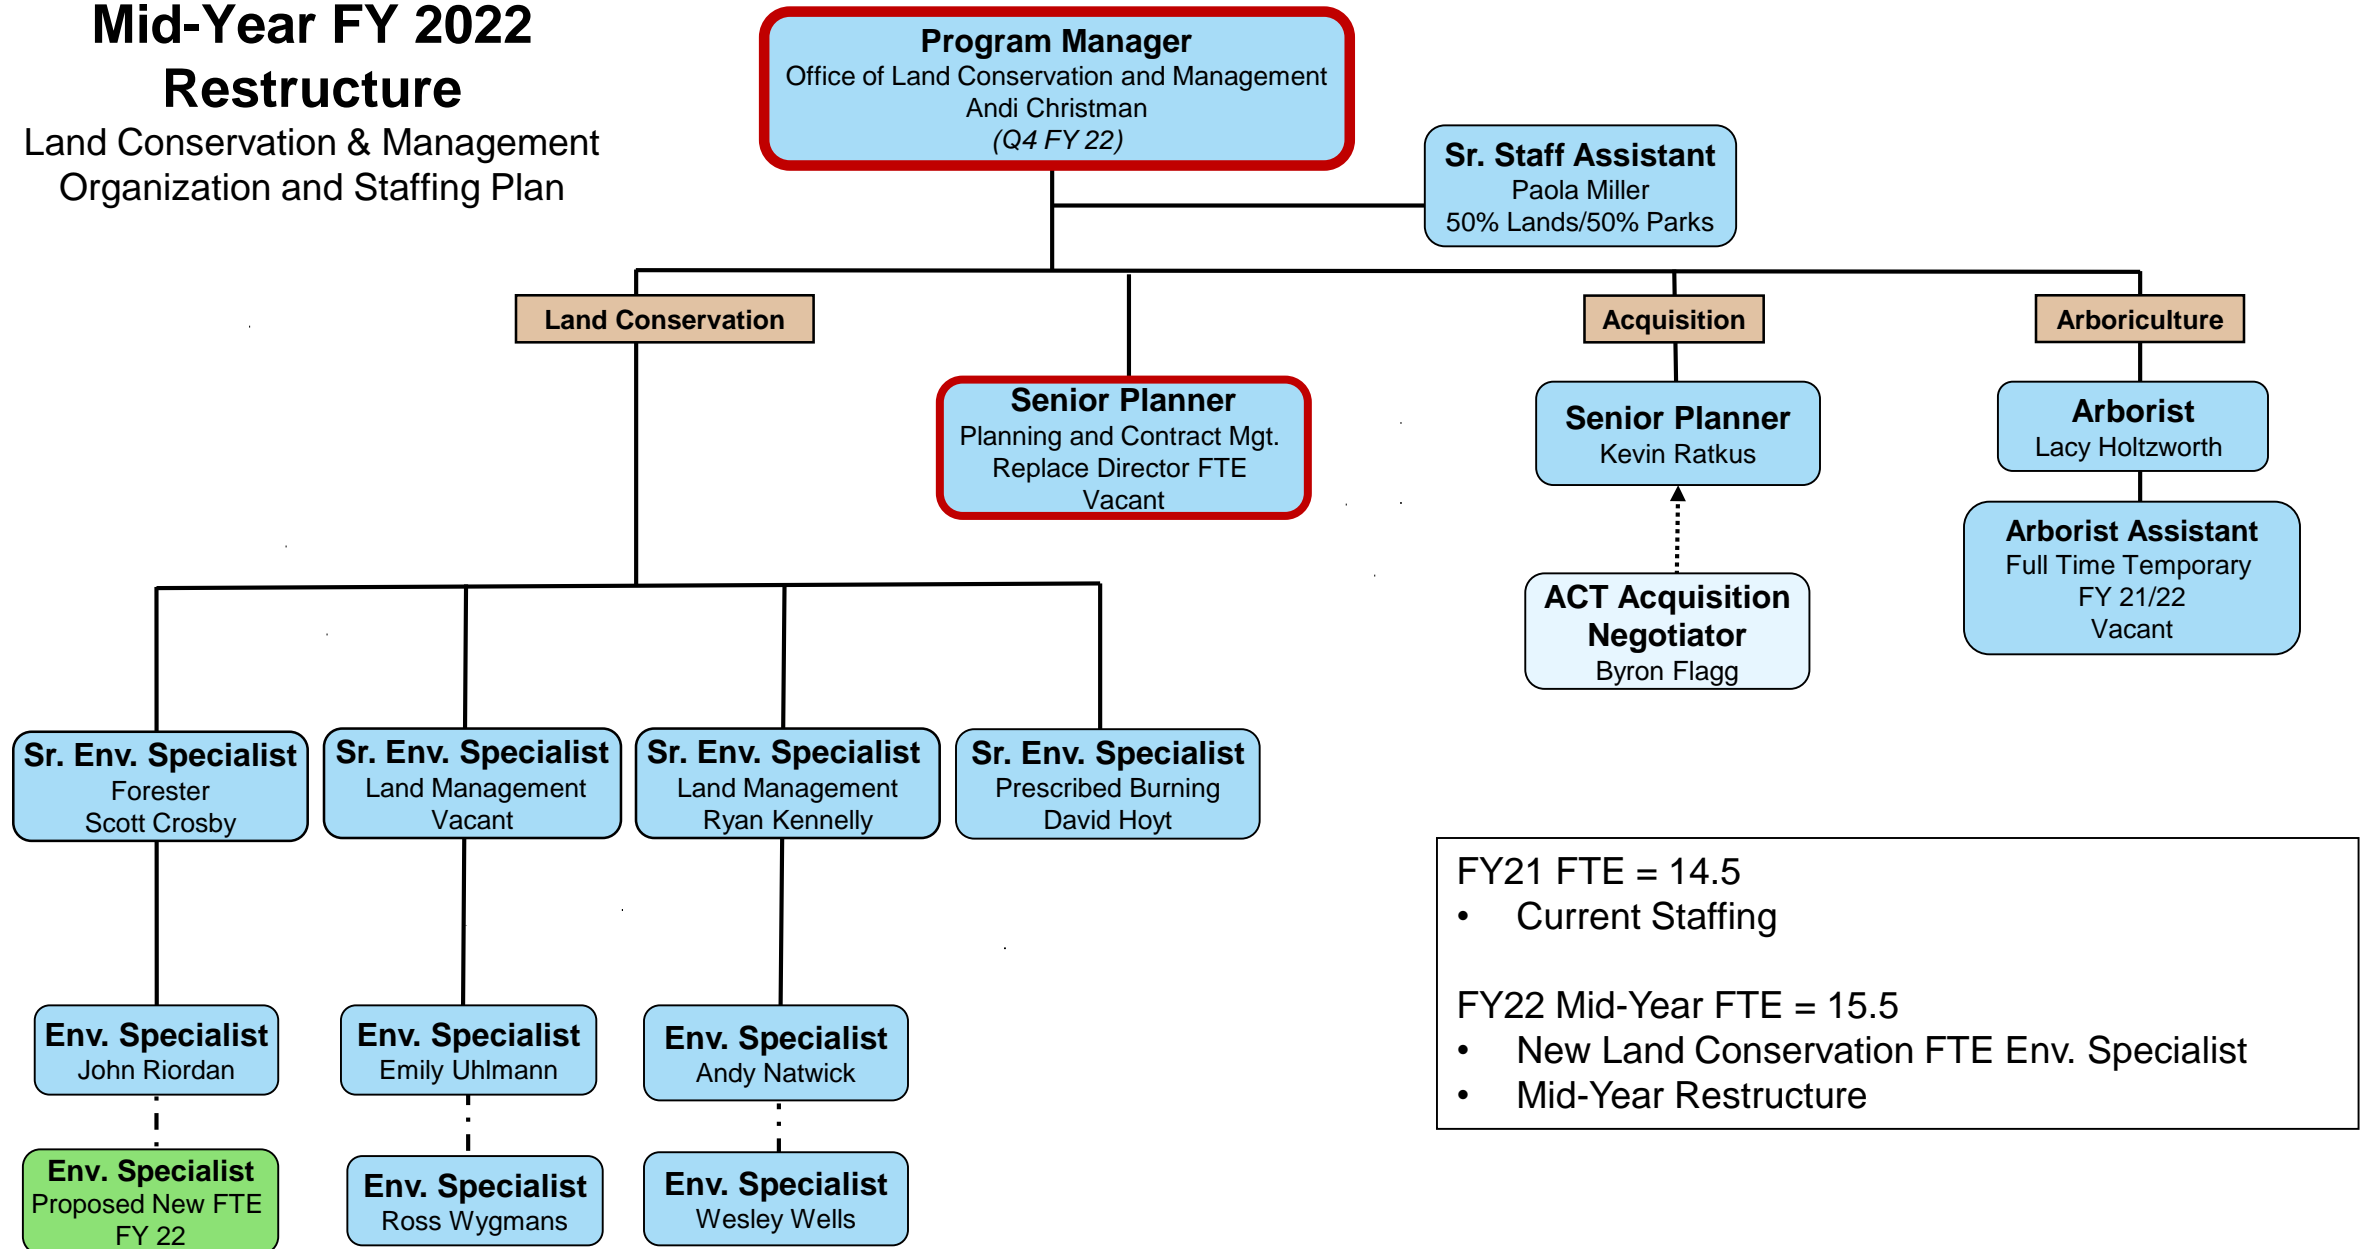 Mid-Year FY 2022
Restructure
Land Conservation & Management
Organization and Staffing Plan
Program Manager
Office of Land Conservation and Management
Andi Christman
(Q4 FY 22)
Sr. Staff Assistant
Paola Miller
50% Lands/50% Parks
Land Conservation
Acquisition
Arboriculture
Senior Planner
Planning and Contract Mgt.
Replace Director FTE
Vacant
Senior Planner
Kevin Ratkus
Arborist
Lacy Holtzworth
ACT Acquisition
Negotiator
Byron Flagg
Arborist Assistant
Full Time Temporary
FY 21/22
Vacant
Sr. Env. Specialist
Forester
Scott Crosby
Sr. Env. Specialist
Land Management
Vacant
Sr. Env. Specialist
Land Management
Ryan Kennelly
Sr. Env. Specialist
Prescribed Burning
David Hoyt
Env. Specialist
John Riordan
Env. Specialist
Emily Uhlmann
Env. Specialist
Andy Natwick
Env. Specialist
Proposed New FTE
FY 22
Env. Specialist
Ross Wygmans
Env. Specialist
Wesley Wells
FY21 FTE = 14.5
• Current Staffing
FY22 Mid-Year FTE = 15.5
• New Land Conservation FTE Env. Specialist
• Mid-Year Restructure